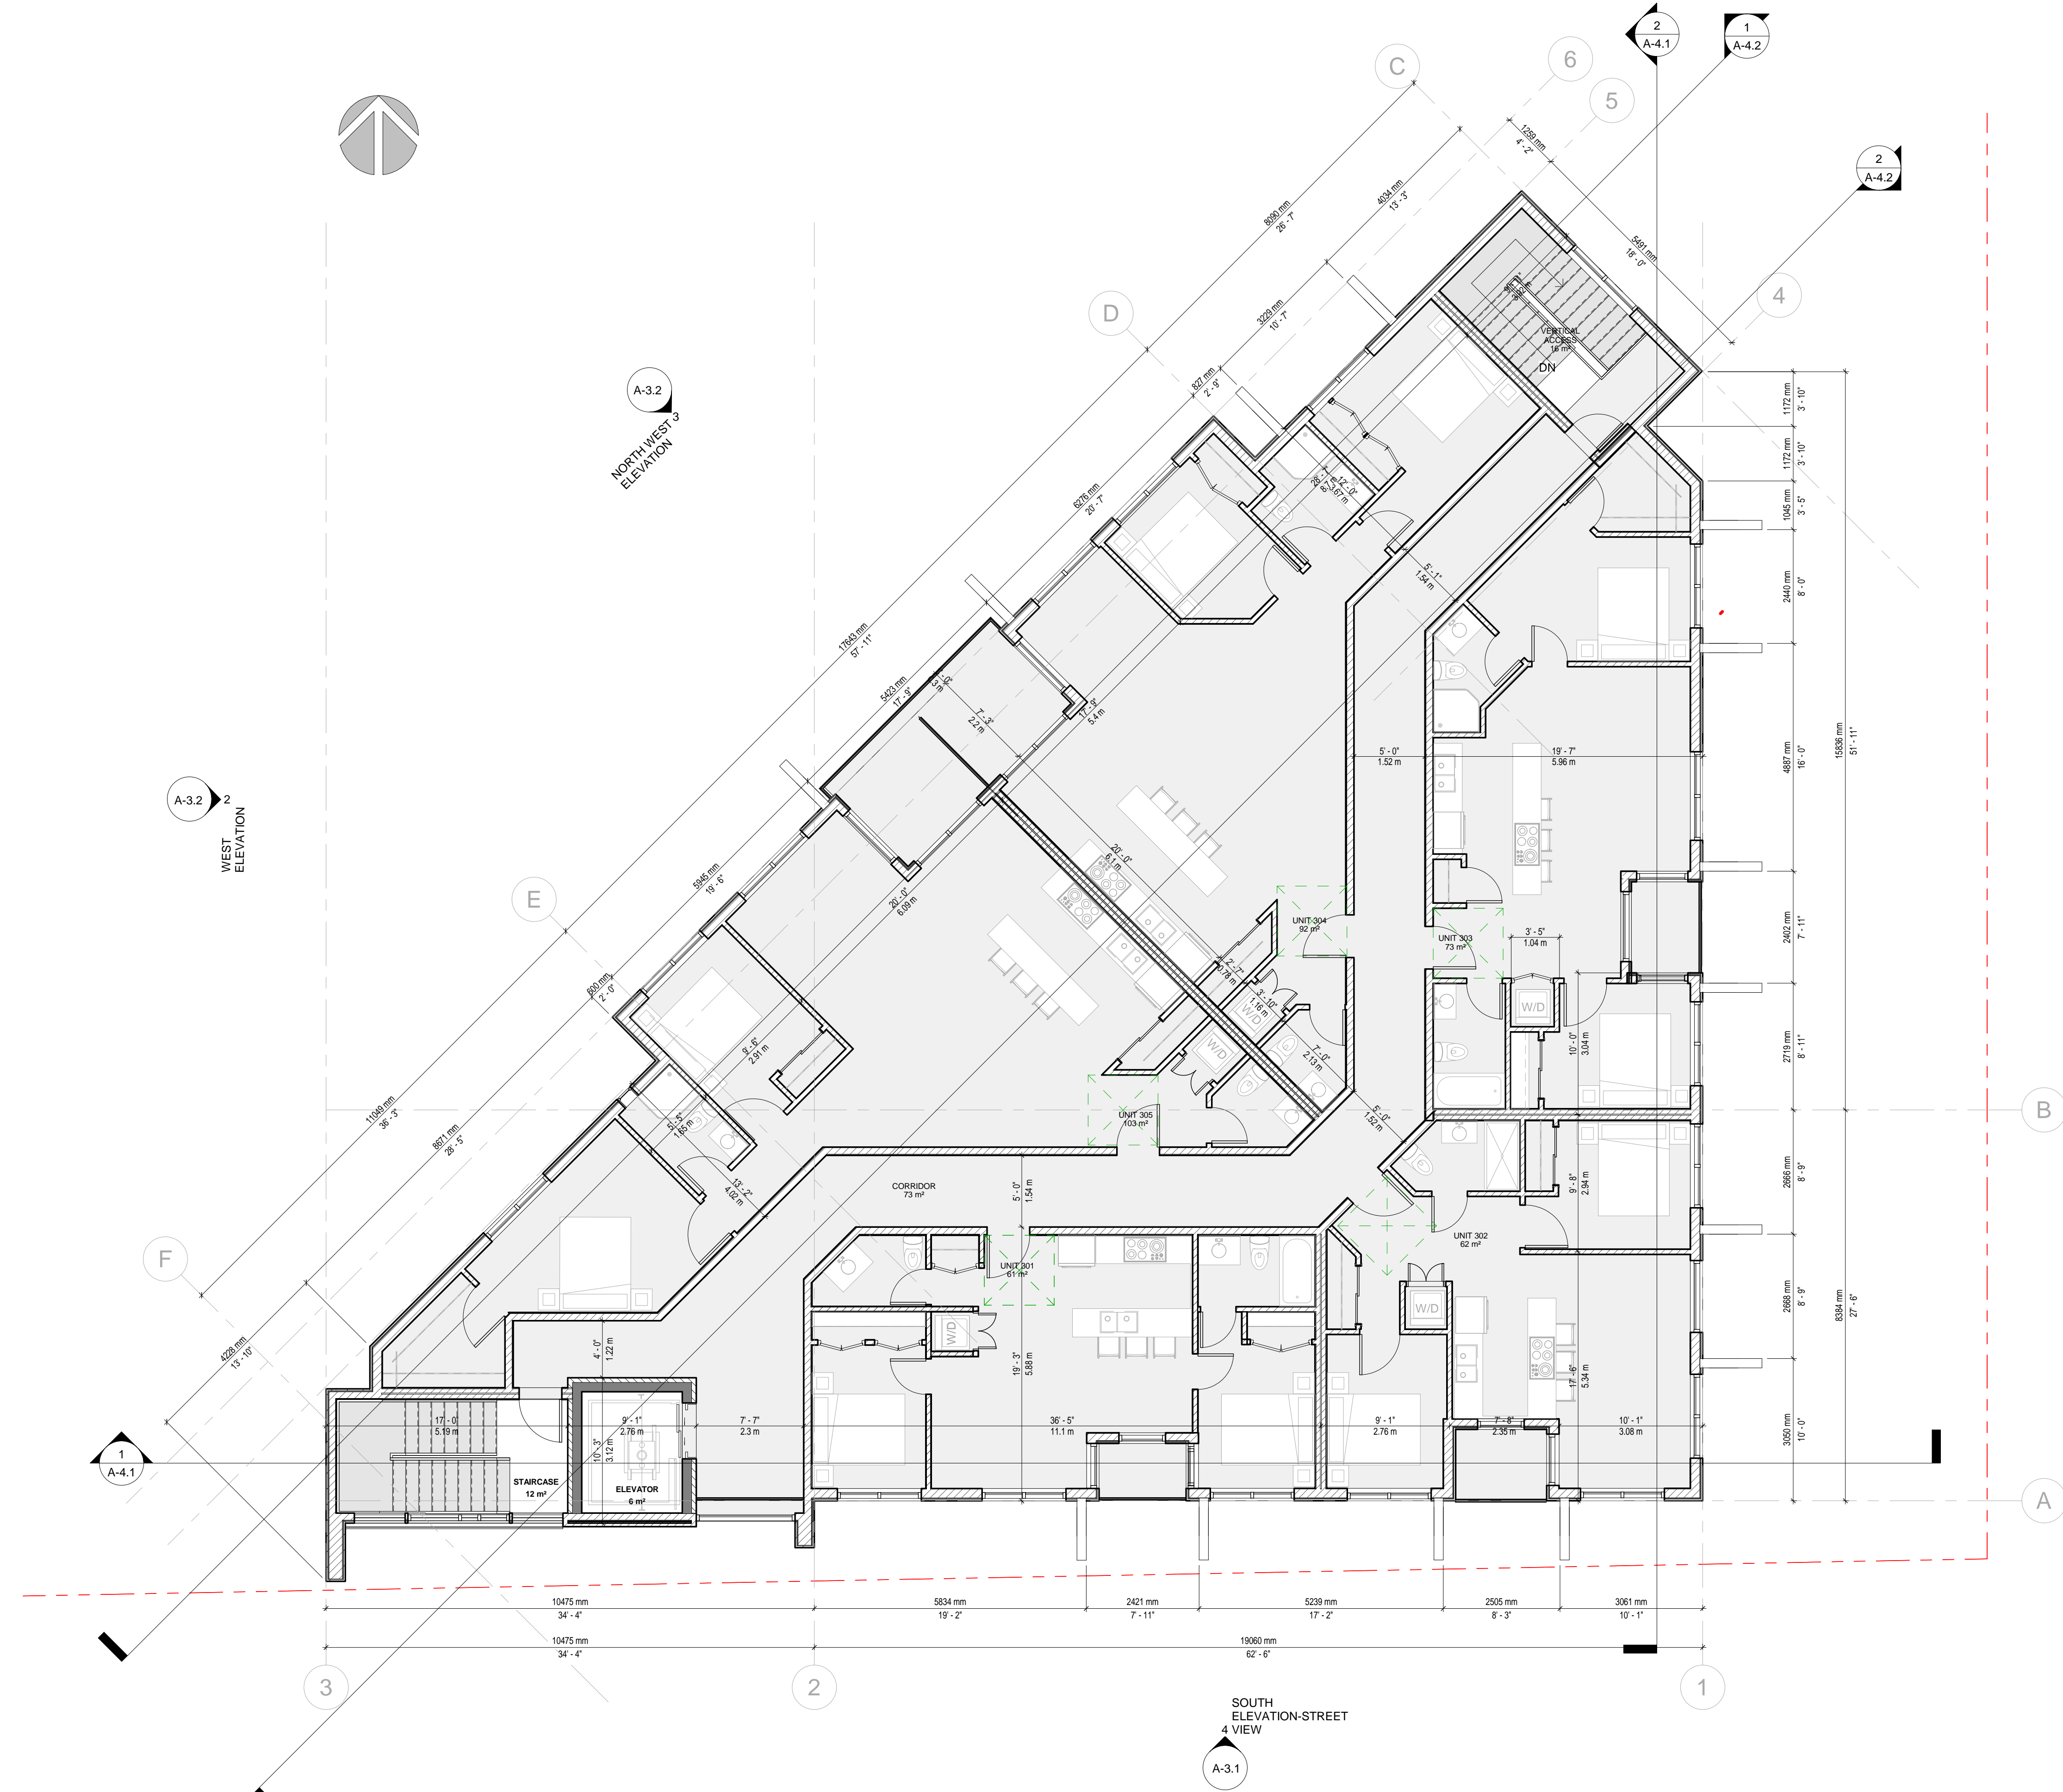 2
A-4.1
1
A-4.2
C
6
5
1259 mm
4' - 2"
2
A-4.2
4034 mm
13' - 3"
8090 mm
26' - 7"
5491 mm
18' - 0"
4
D
3229 mm
10' - 7"
827 mm
2' - 9"
VERTICAL
ACCESS
16 m²
DN
A-3.2
3
NORTH WEST
ELEVATION
1172 mm
3' - 10"
1172 mm
3' - 10"
1045 mm
3' - 5"
2440 mm
8' - 0"
4887 mm
16' - 0"
15836 mm
51' - 11"
2402 mm
7' - 11"
2719 mm
8' - 11"
6276 mm
20' - 7"
12' - 0"
3.67 m
5' - 1"
1.54 m
17643 mm
57' - 11"
5423 mm
17' - 9"
7' - 3"
2.2 m
17' - 9"
5.4 m
5' - 0"
1.52 m
19' - 7"
5.96 m
A-3.2
2
WEST
ELEVATION
5945 mm
19' - 6"
20' - 0"
6.1 m
20' - 0"
6.09 m
E
UNIT 304
92 m²
UNIT 303
73 m²
3' - 5"
1.04 m
600 mm
2' - 0"
2' - 7"
0.78 m
3' - 10"
1.16 m
W/D
W/D
W/D
10' - 0"
3.04 m
9' - 6"
2.91 m
7' - 0"
2.13 m
11049 mm
36' - 3"
8671 mm
28' - 5"
5' - 5"
1.65 m
UNIT 305
103 m²
5' - 0"
1.52 m
B
13' - 2"
4.02 m
CORRIDOR
73 m²
5' - 0"
1.54 m
9' - 8"
2.94 m
2666 mm
8' - 9"
UNIT 302
62 m²
F
UNIT 301
61 m²
W/D
W/D
2668 mm
8' - 9"
8384 mm
27' - 6"
4228 mm
13' - 10"
4' - 0"
1.22 m
19' - 3"
5.88 m
17' - 6"
5.34 m
17' - 0"
5.19 m
9' - 1"
2.76 m
7' - 7"
2.3 m
36' - 5"
11.1 m
9' - 1"
2.76 m
7' - 8"
2.35 m
10' - 1"
3.08 m
3050 mm
10' - 0"
10' - 3"
3.12 m
1
A-4.1
STAIRCASE
12 m²
ELEVATOR
6 m²
A
10475 mm
34' - 4"
5834 mm
19' - 2"
2421 mm
7' - 11"
5239 mm
17' - 2"
2505 mm
8' - 3"
3061 mm
10' - 1"
10475 mm
34' - 4"
19060 mm
62' - 6"
3
2
1
SOUTH
ELEVATION-STREET
4 VIEW
A-3.1